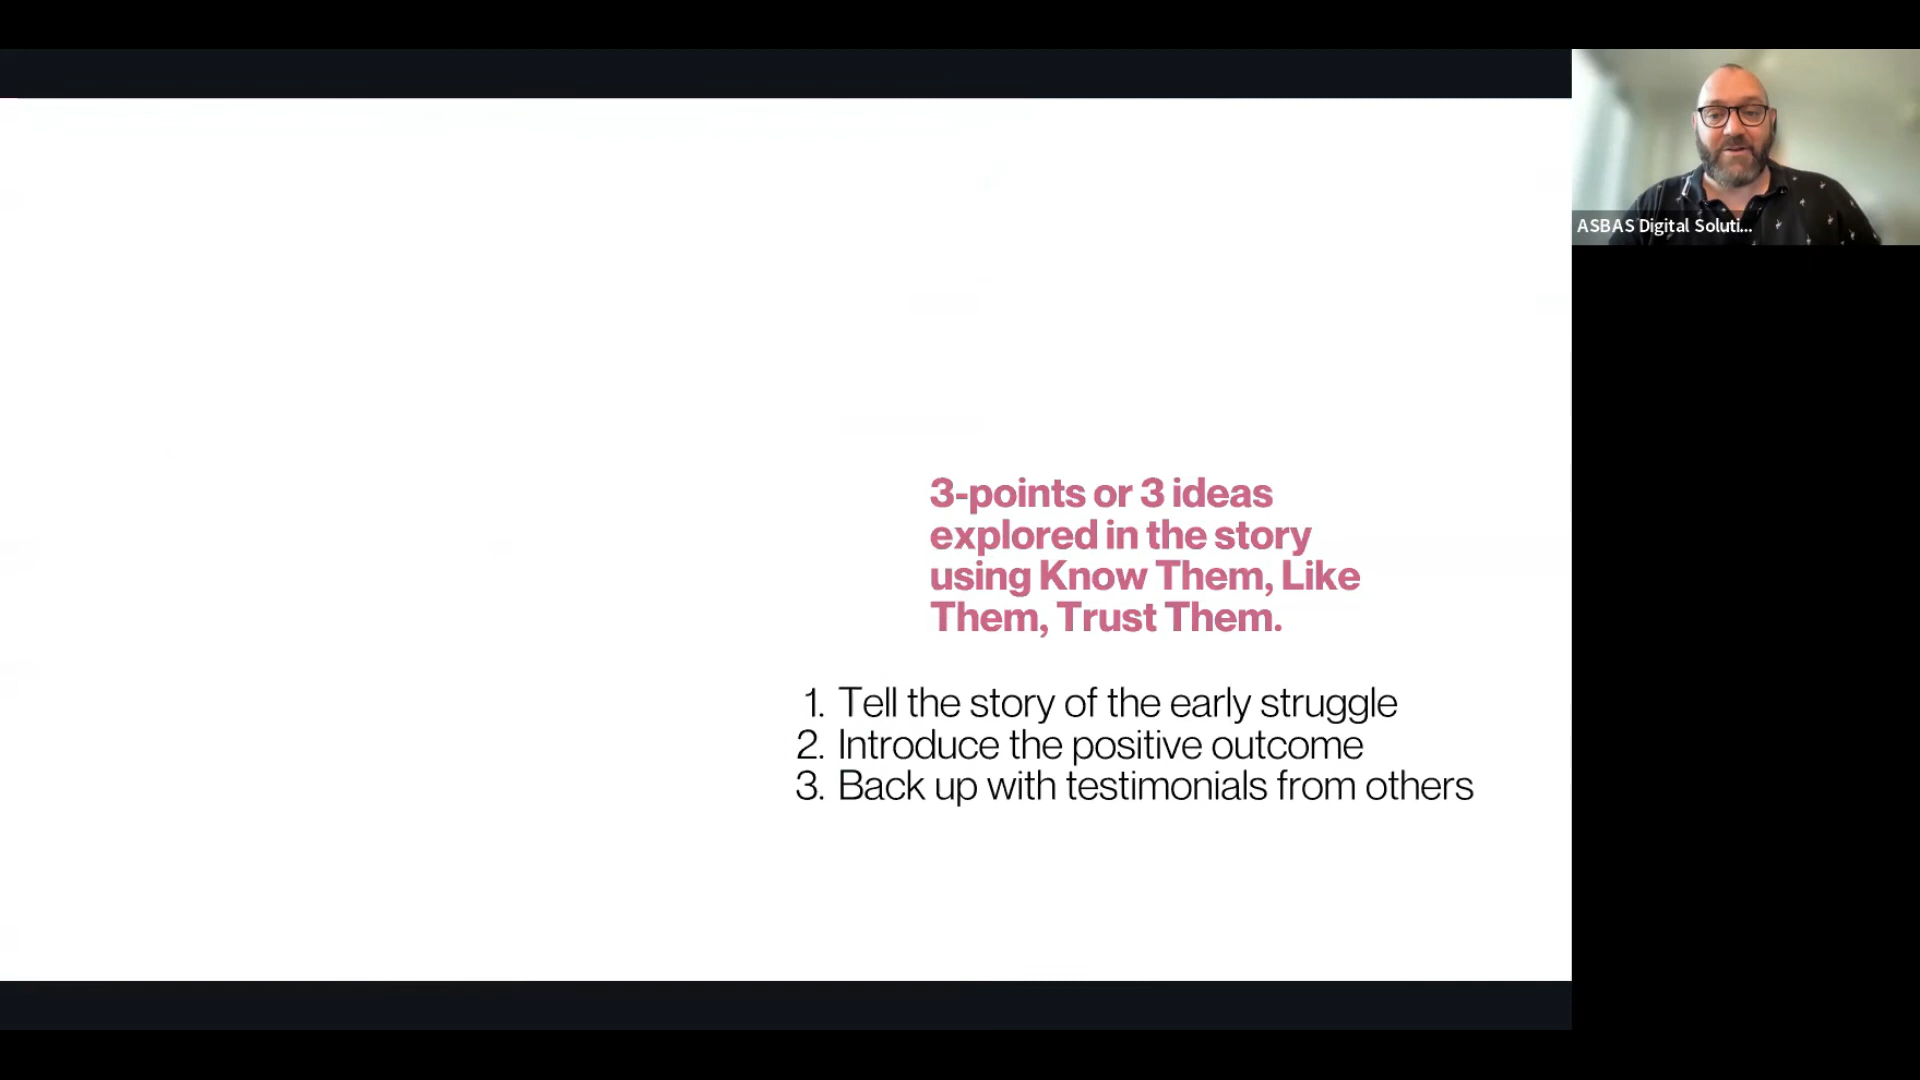 ASBAS Digital Soluti...
3-points or 3 ideas
explored in the story
using Know Them, Like
Them, Trust Them.
1. Tell the story of the early struggle
2. Introduce the positive outcome
3. Back up with testimonials from others